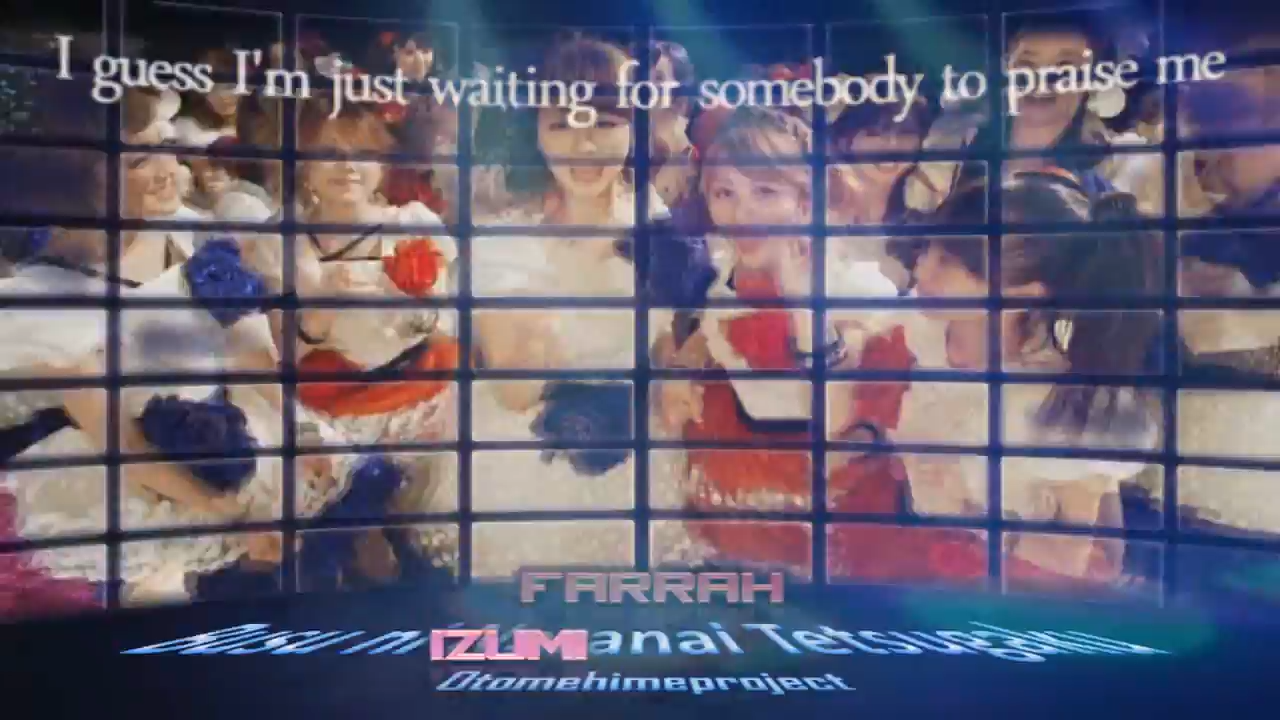 I guess I'm just waiting for somebody to praise me
FARRAH
IZUMI
anai Tetsugaku
Otomehimeproject